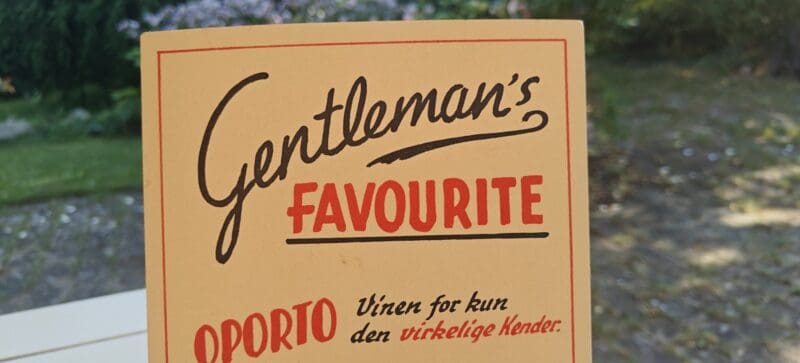 Gentleman's
FAVOURITE
OPORTO Vinen for kun
den virkelige Kender.